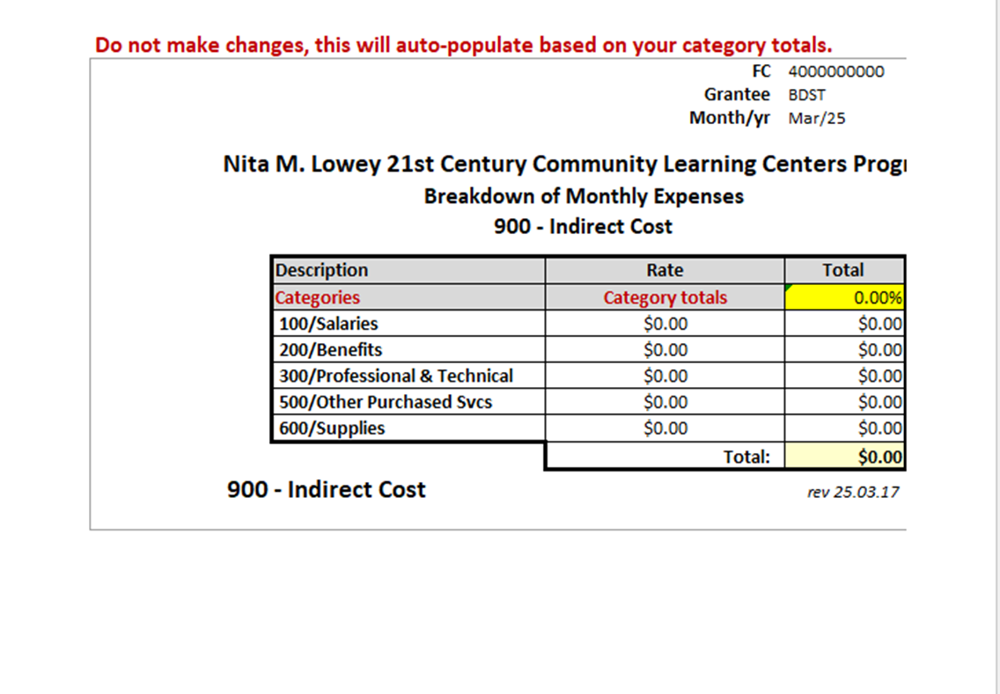 Do not make changes, this will auto-populate based on your category totals.
FC 4000000000
Grantee BDST
Month/yr Mar/25
Nita M. Lowey 21st Century Community Learning Centers Progr
Breakdown of Monthly Expenses
900 - Indirect Cost
Description Rate Total
Categories Category totals 0.00%
100/Salaries $0.00 $0.00
200/Benefits $0.00 $0.00
300/Professional & Technical $0.00 $0.00
500/Other Purchased Svcs $0.00 $0.00
600/Supplies $0.00 $0.00
Total: $0.00
900 - Indirect Cost rev 25.03.17